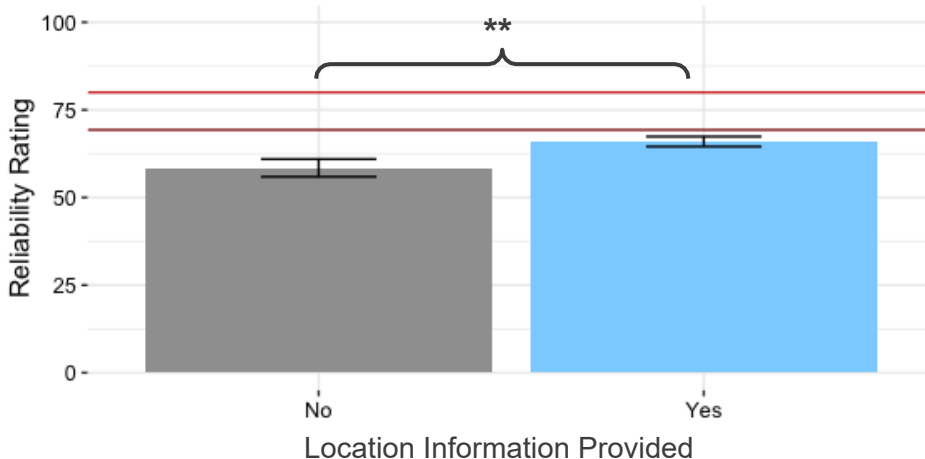 **
100
75
50
25
0
Reliability Rating
No
Yes
Location Information Provided